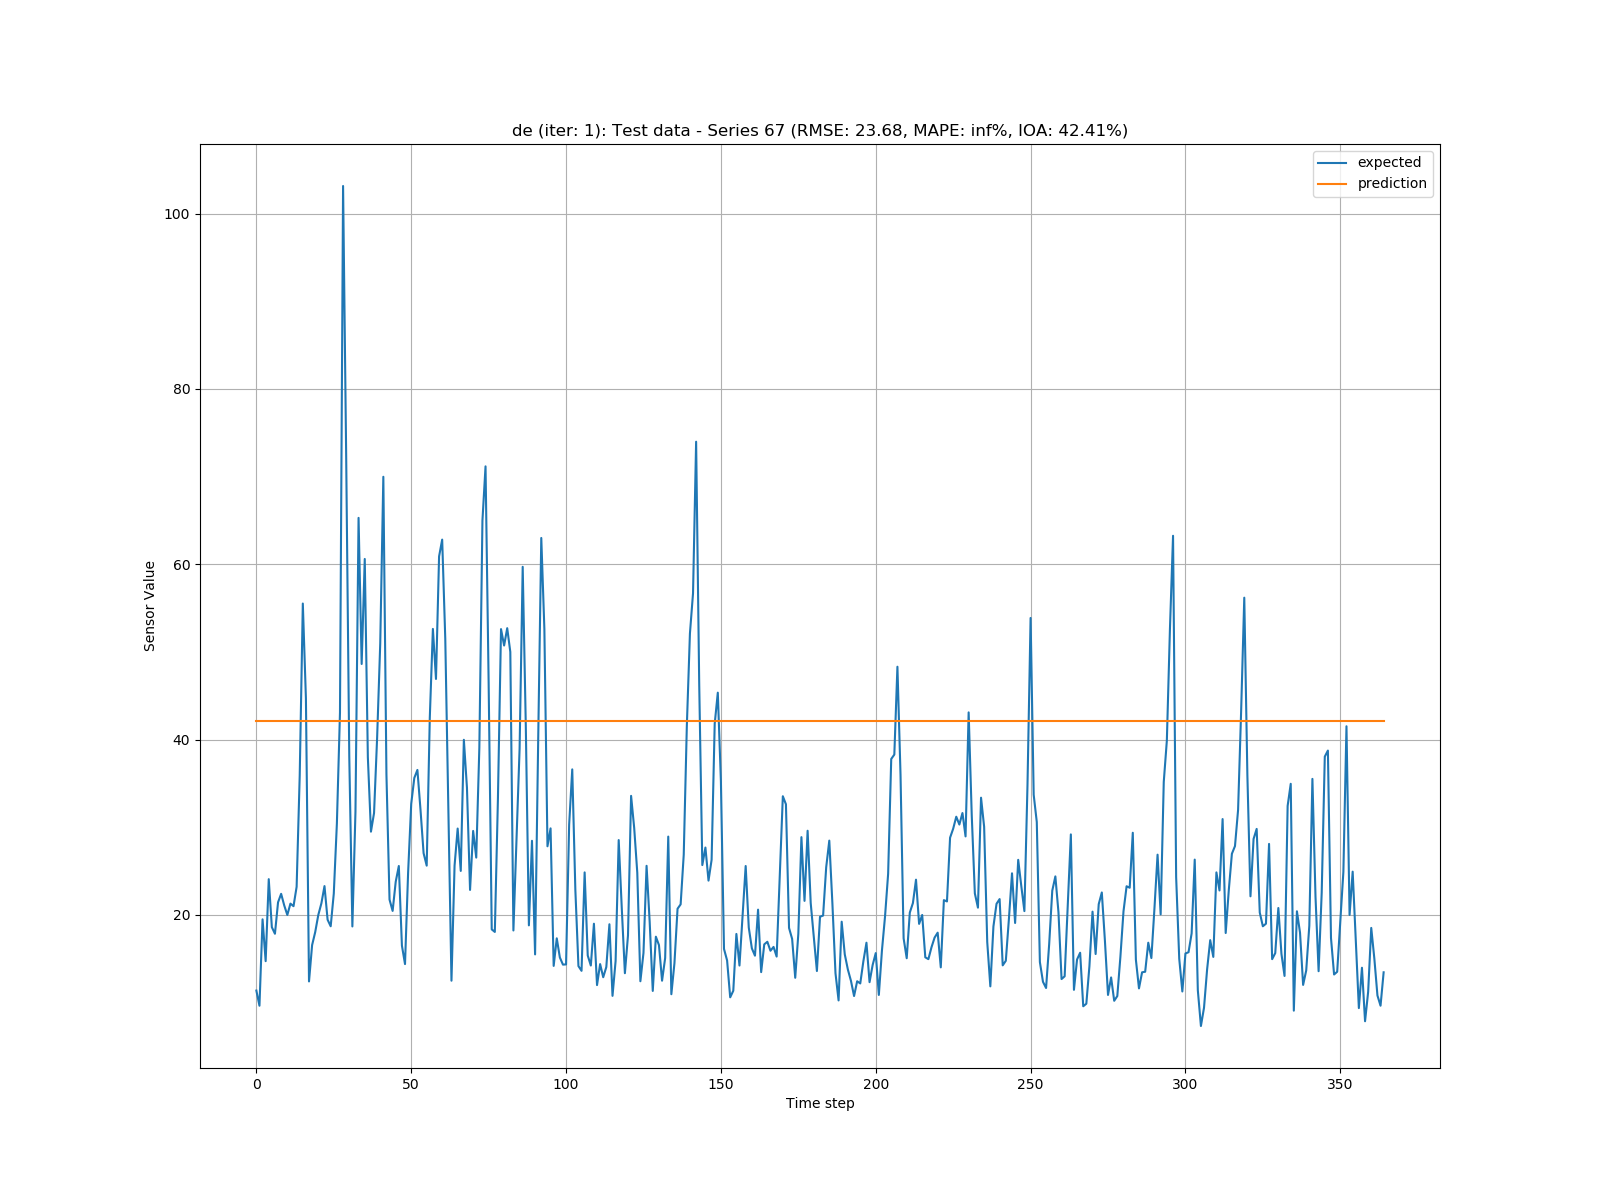 de (iter: 1): Test data - Series 67 (RMSE: 23.68, MAPE: inf%, IOA: 42.41%)
expected
prediction
100
80
60
40
20
Sensor Value
0 50 100 150 200 250 300 350
Time step